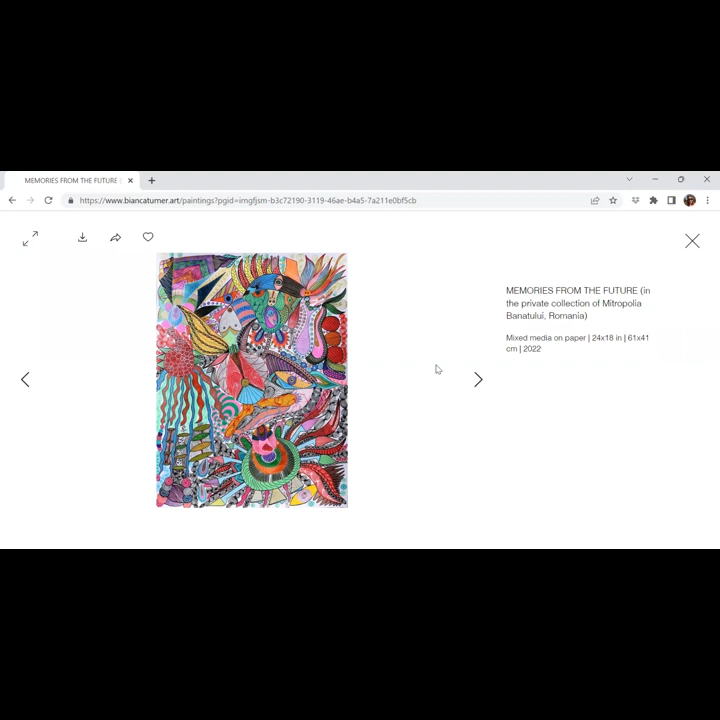 MEMORIES FROM THE FUTURE (
https://www.biancatumer.art/paintings?pgid=imgfjsm-b3c72190-3119-46ae-b4a5-7a211e0bf5cb
MEMORIES FROM THE FUTURE (in
the private collection of Mitropolia
Banatului, Romania)
Mixed media on paper | 24x18 in | 61x41
cm | 2022